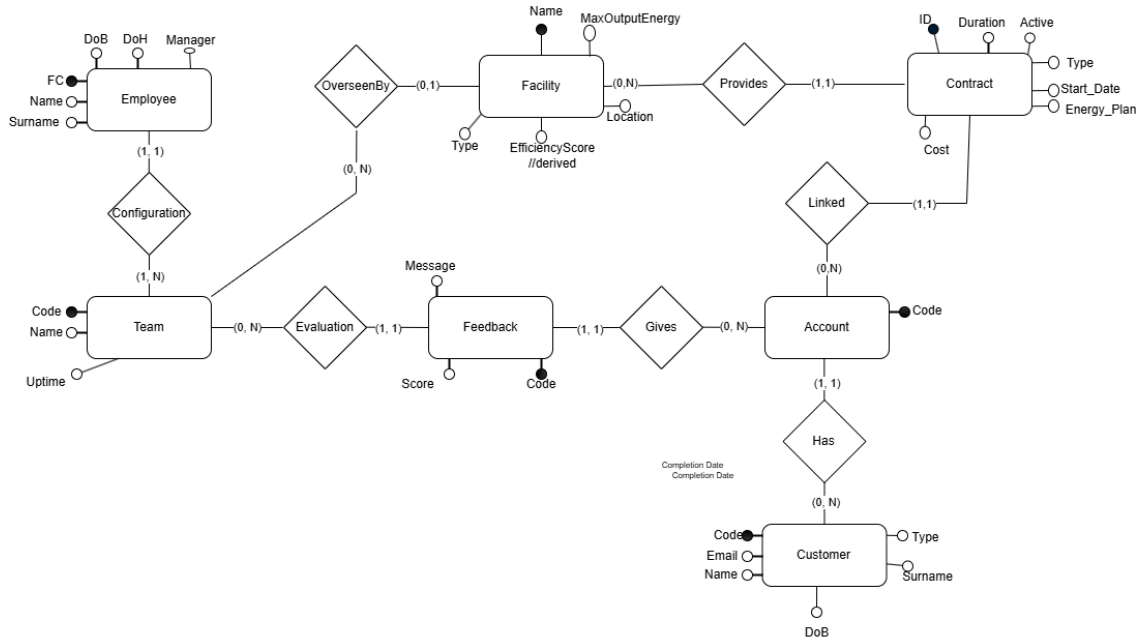 Name
MaxOutputEnergy
ID
Duration
Active
DoB
DoH
Manager
FC
Name
Surname
Employee
OverseenBy
(0,1)
Facility
(0,N)
Provides
(1,1)
Contract
Type
Start_Date
Energy_Plan
Location
Type
EfficiencyScore
//derived
Cost
(1, 1)
(0, N)
Configuration
Linked
(1,1)
(1, N)
(0,N)
Message
Code
Name
Team
Uptime
(0, N)
Evaluation
(1, 1)
Feedback
(1, 1)
Gives
(0, N)
Account
Code
Score
Code
(1, 1)
Has
Completion Date
Completion Date
(0, N)
Code
Email
Name
Customer
Type
Surname
DoB